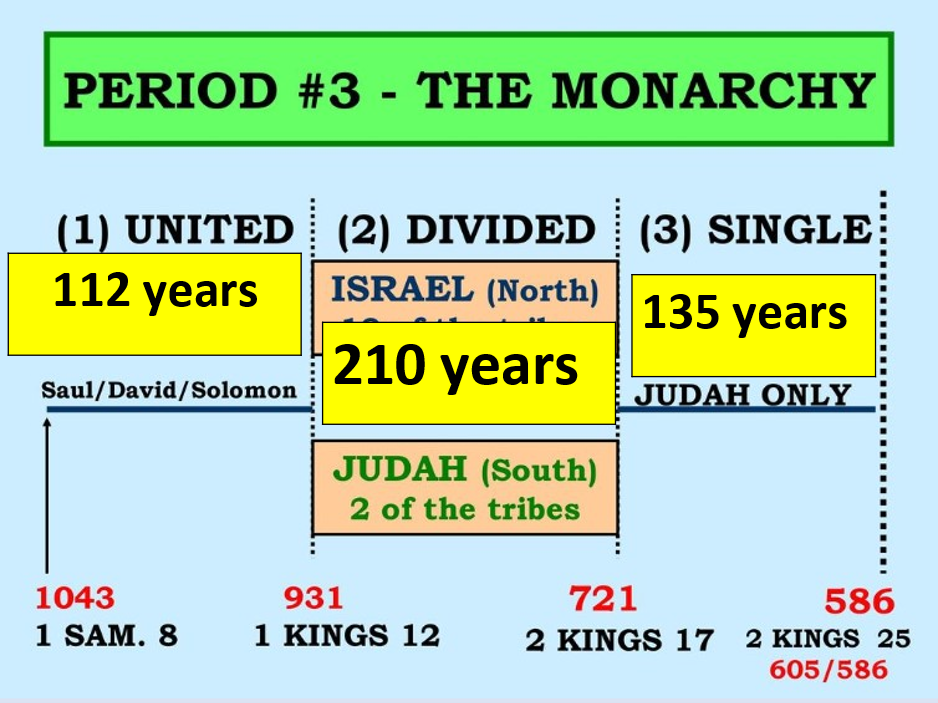 PERIOD #3 - THE MONARCHY
(1) UNITED
(2) DIVIDED
(3) SINGLE
112 years
ISRAEL (North)
210 years
135 years
Saul/David/Solomon
JUDAH ONLY
JUDAH (South)
2 of the tribes
1043
931
721
586
1 SAM. 8
1 KINGS 12
2 KINGS 17
2 KINGS 25
605/586